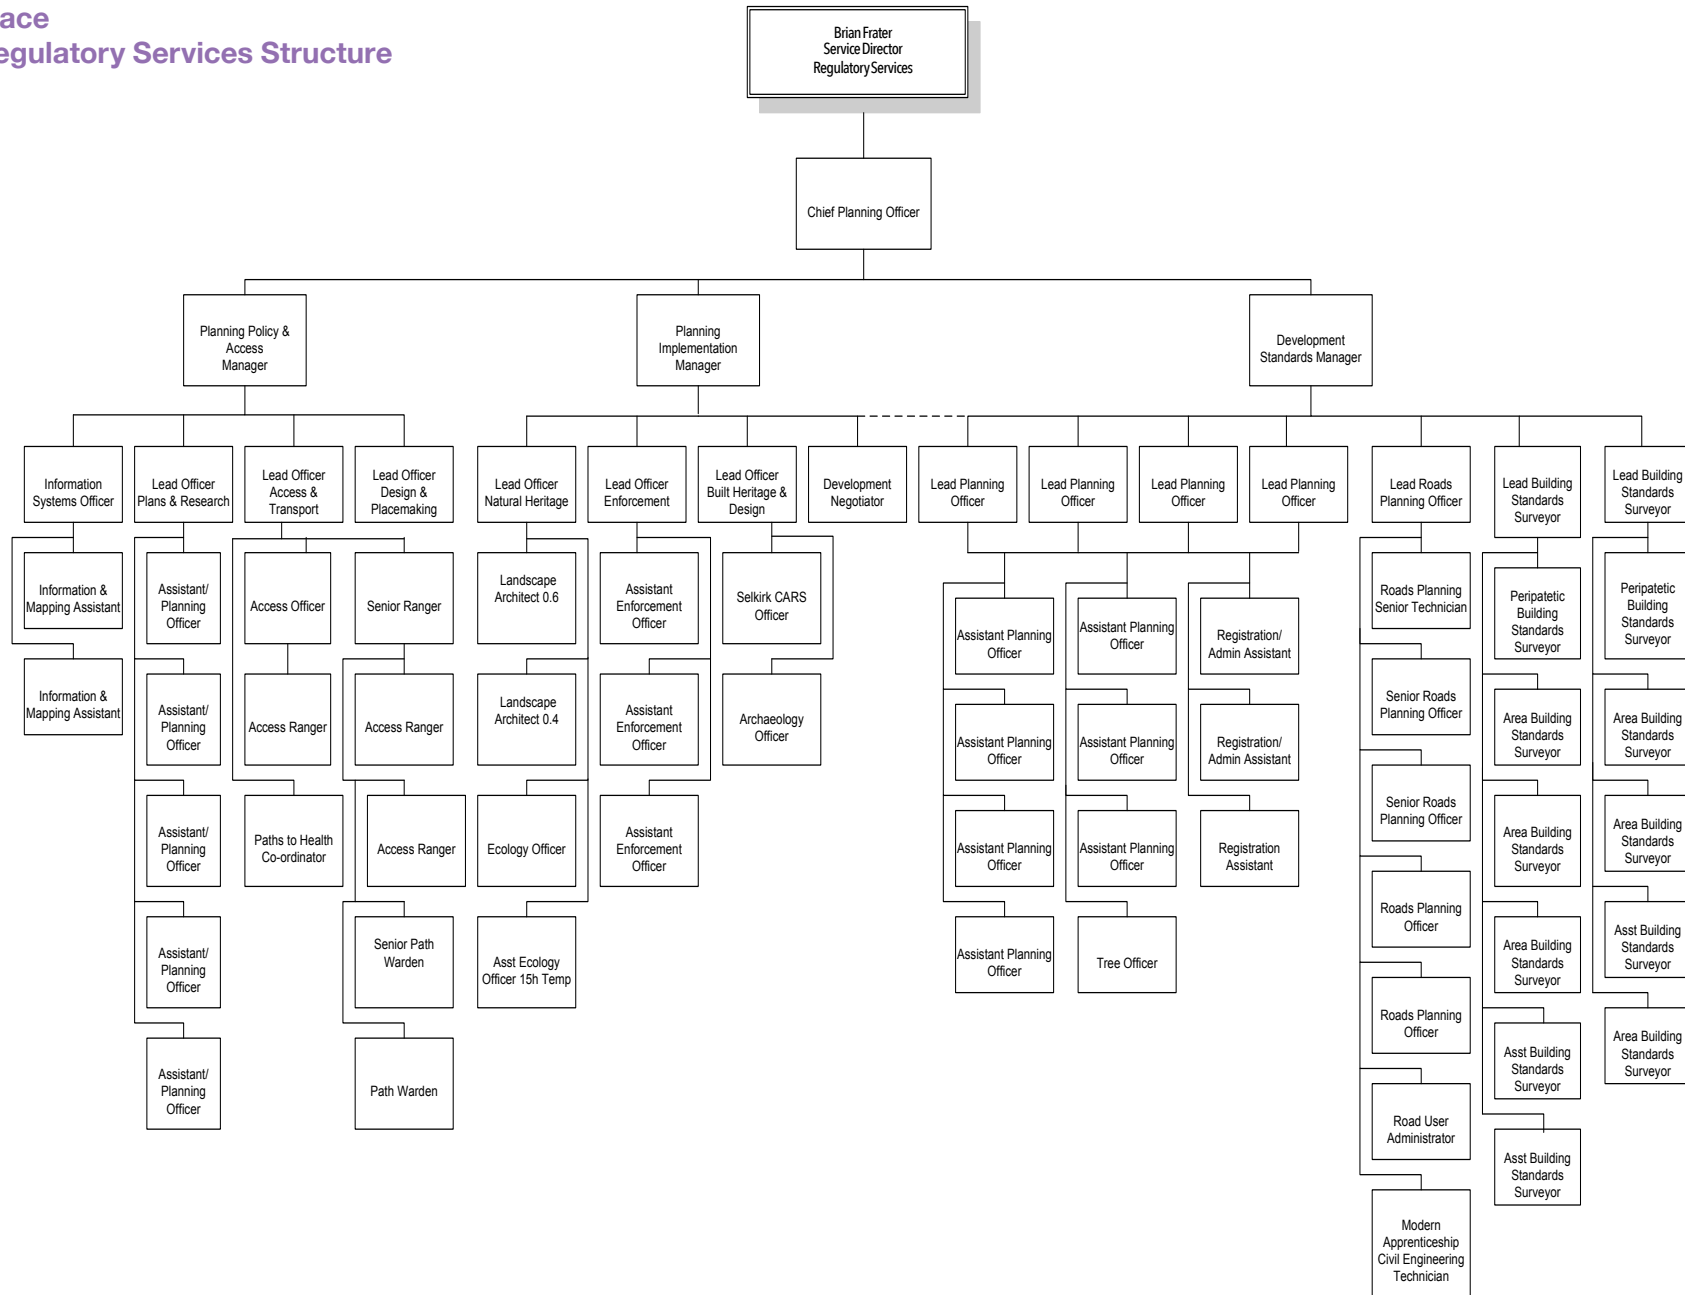 ace
egulatory Services Structure
Brian Frater
Service Director
Regulatory Services
Chief Planning Officer
Planning Policy &
Access
Manager
Planning
Implementation
Manager
Development
Standards Manager
Information
Systems Officer
Lead Officer
Plans & Research
Lead Officer
Access &
Transport
Lead Officer
Design &
Placemaking
Lead Officer
Natural Heritage
Lead Officer
Enforcement
Lead Officer
Built Heritage &
Design
Development
Negotiator
Lead Planning
Officer
Lead Planning
Officer
Lead Planning
Officer
Lead Planning
Officer
Lead Roads
Planning Officer
Lead Building
Standards
Surveyor
Lead Building
Standards
Surveyor
Information &
Mapping Assistant
Assistant/
Planning
Officer
Access Officer
Senior Ranger
Landscape
Architect 0.6
Assistant
Enforcement
Officer
Selkirk CARS
Officer
Assistant Planning
Officer
Assistant Planning
Officer
Registration/
Admin Assistant
Roads Planning
Senior Technician
Peripatetic
Building
Standards
Surveyor
Peripatetic
Building
Standards
Surveyor
Information &
Mapping Assistant
Assistant/
Planning
Officer
Access Ranger
Access Ranger
Landscape
Architect 0.4
Assistant
Enforcement
Officer
Archaeology
Officer
Assistant Planning
Officer
Assistant Planning
Officer
Registration/
Admin Assistant
Senior Roads
Planning Officer
Area Building
Standards
Surveyor
Area Building
Standards
Surveyor
Assistant/
Planning
Officer
Paths to Health
Co-ordinator
Access Ranger
Ecology Officer
Assistant
Enforcement
Officer
Assistant Planning
Officer
Assistant Planning
Officer
Registration
Assistant
Senior Roads
Planning Officer
Area Building
Standards
Surveyor
Area Building
Standards
Surveyor
Assistant/
Planning
Officer
Senior Path
Warden
Asst Ecology
Officer 15h Temp
Assistant Planning
Officer
Tree Officer
Roads Planning
Officer
Area Building
Standards
Surveyor
Asst Building
Standards
Surveyor
Assistant/
Planning
Officer
Path Warden
Roads Planning
Officer
Asst Building
Standards
Surveyor
Area Building
Standards
Surveyor
Road User
Administrator
Asst Building
Standards
Surveyor
Modern
Apprenticeship
Civil Engineering
Technician